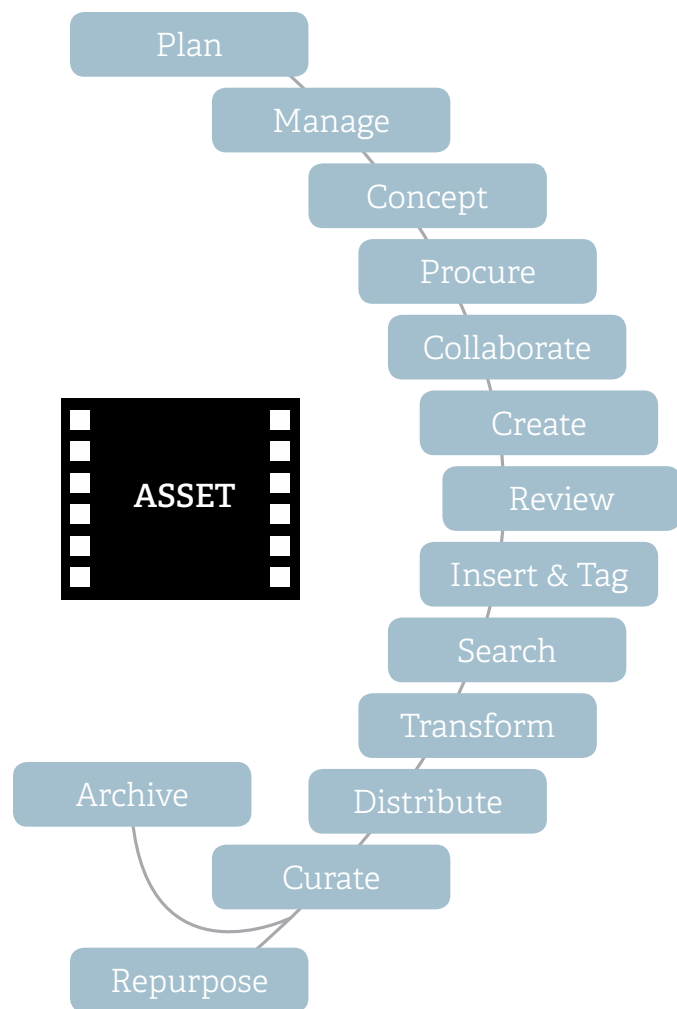 Plan
Manage
Concept
Procure
Collaborate
Create
ASSET
Review
Insert & Tag
Search
Transform
Archive
Distribute
Curate
Repurpose